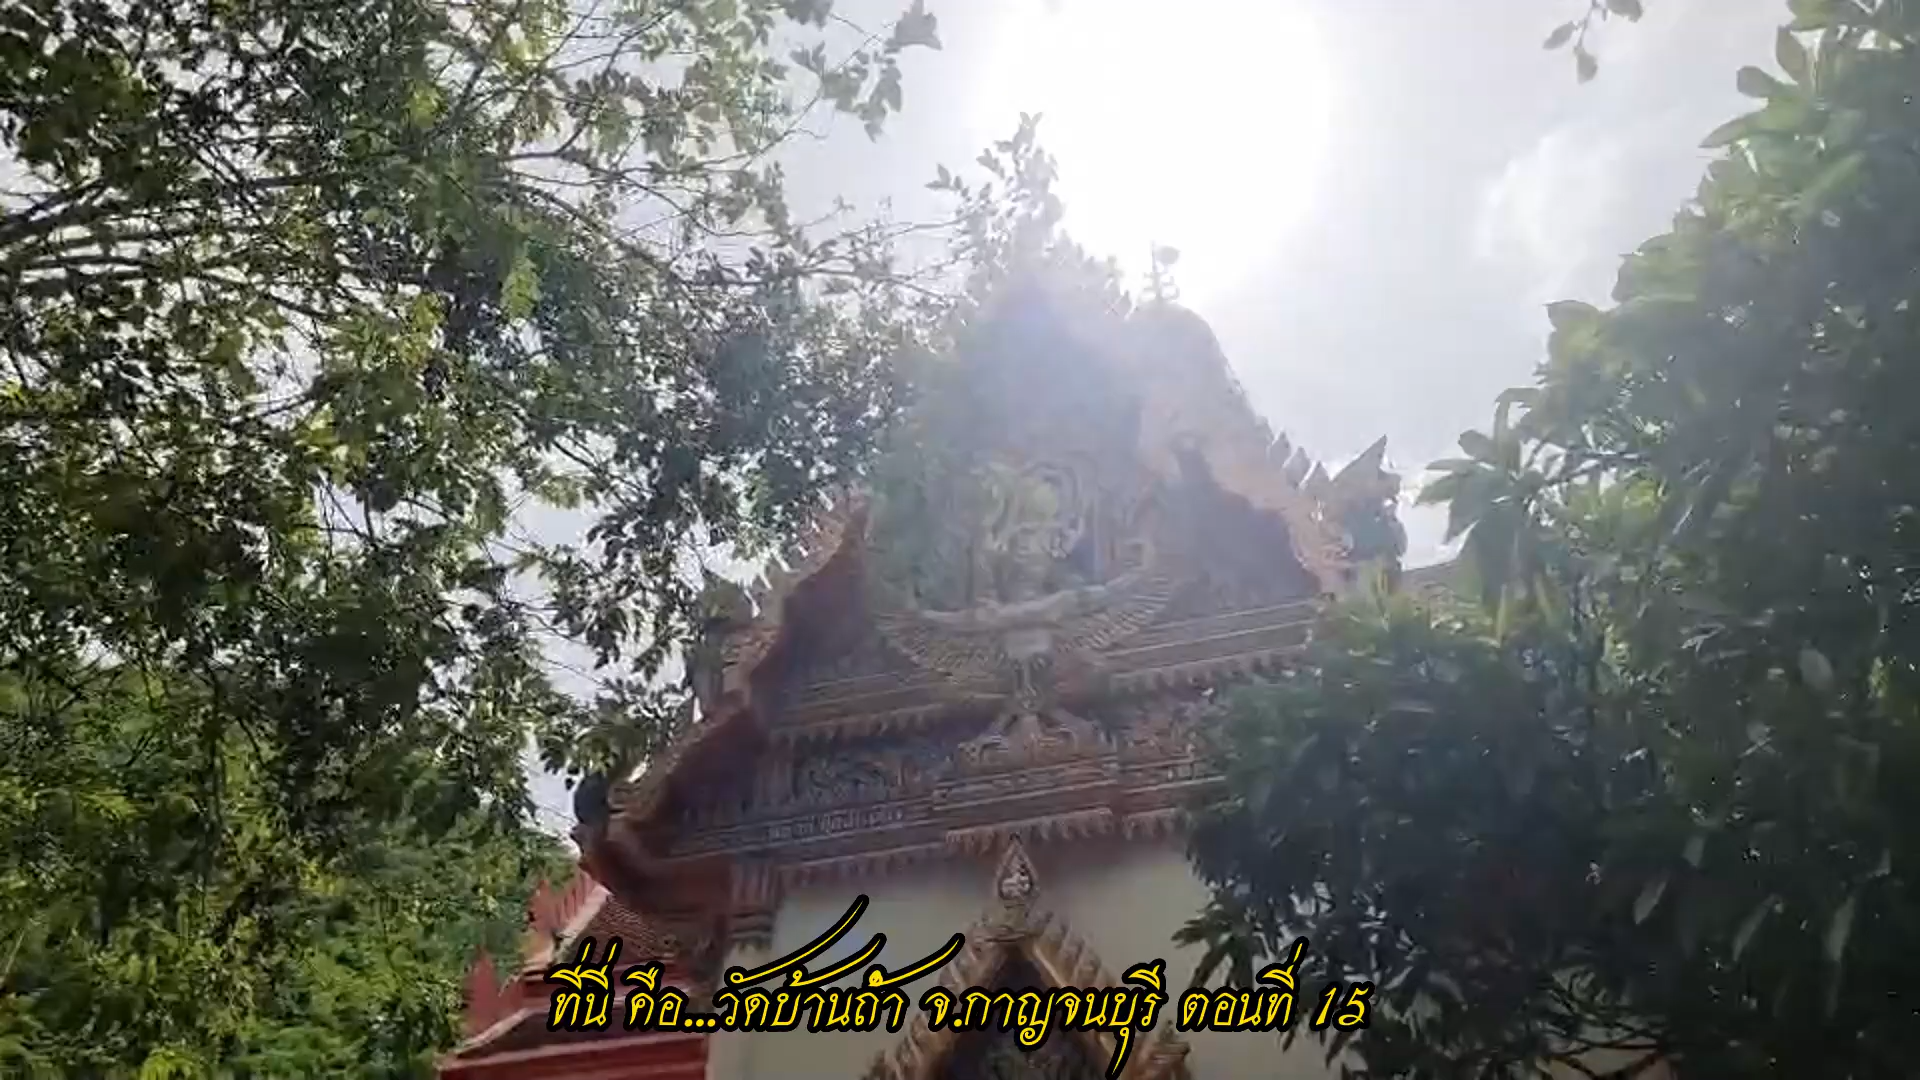 ที่นี่ คือ...วัดบ้านถ้ำ จ.กาญจนบุรี ตอนที่ 15